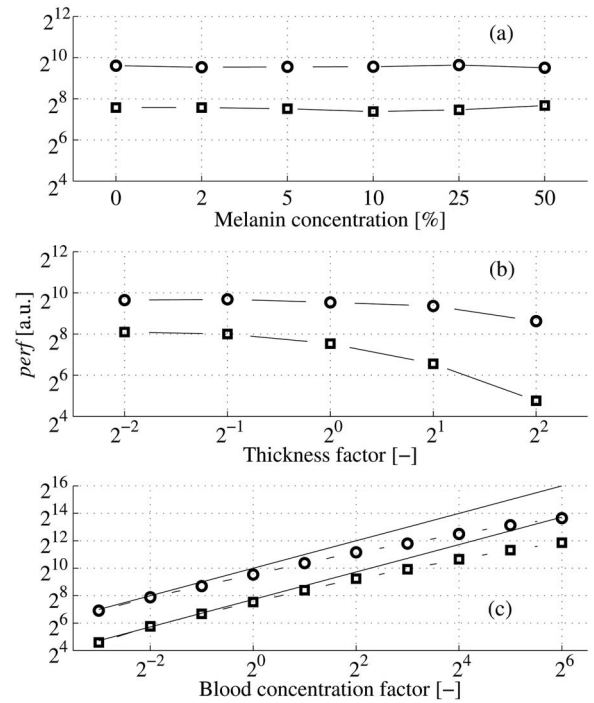 2^12
(a)
2^10
2^8
2^6
2^4
0 2 5 10 25 50
Melanin concentration [%]
2^12
(b)
2^10
2^8
2^6
2^4
perf [a.u.]
2^−2 2^−1 2^0 2^1 2^2
Thickness factor [−]
2^16
2^14
2^12
2^10
2^8
2^6
2^4
(c)
2^−2 2^0 2^2 2^4 2^6
Blood concentration factor [−]